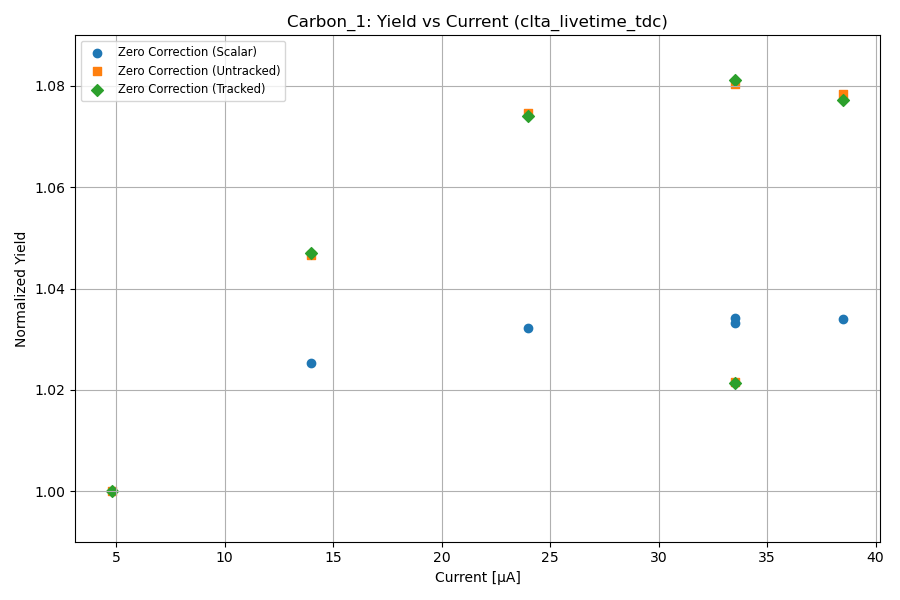 Carbon_1: Yield vs Current (clta_livetime_tdc)
Zero Correction (Scalar)
Zero Correction (Untracked)
Zero Correction (Tracked)
1.08
1.06
1.04
1.02
1.00
Normalized Yield
5 10 15 20 25 30 35 40
Current [μA]